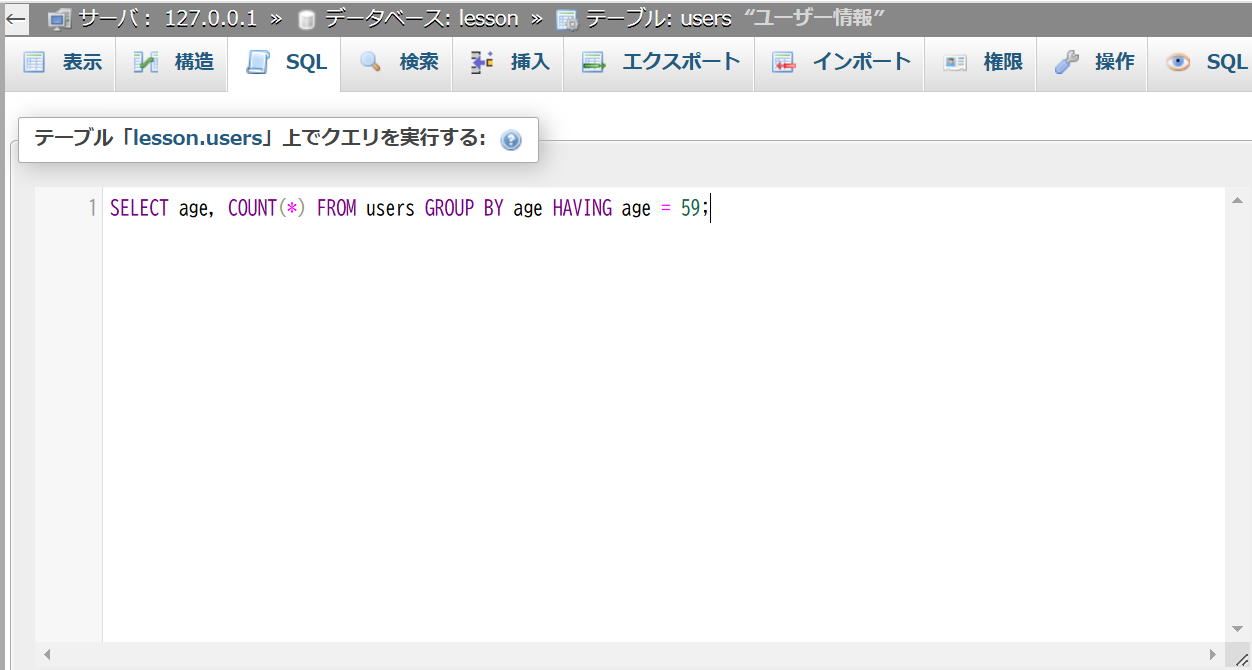 ← サーバ: 127.0.0.1 » データベース: lesson » テーブル: users “ユーザー情報”
表示 構造 SQL 検索 挿入 エクスポート インポート 権限 操作 SQL
テーブル「lesson.users」上でクエリを実行する:
1 SELECT age, COUNT(*) FROM users GROUP BY age HAVING age = 59;